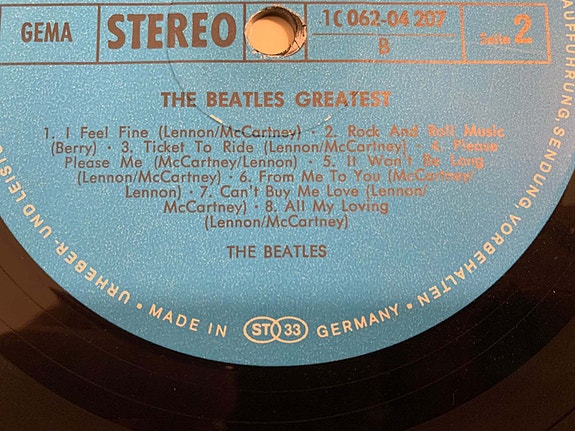 GEMA STEREO 1C 062-04 207
B
Seite 2
THE BEATLES GREATEST
1. I Feel Fine (Lennon/McCartney) · 2. Rock And Roll Music
(Berry) · 3. Ticket To Ride (Lennon/McCartney) · 4. Please
Please Me (McCartney/Lennon) · 5. It Won't Be Long
(Lennon/McCartney) · 6. From Me To You (McCartney/
Lennon) · 7. Can't Buy Me Love (Lennon/
McCartney) · 8. All My Loving
(Lennon/McCartney)
THE BEATLES
URHEBER- UND LEIST
• MADE IN ST 33 GERMANY •
AUFFÜHRUNG, SENDUNG VORBEHALTEN